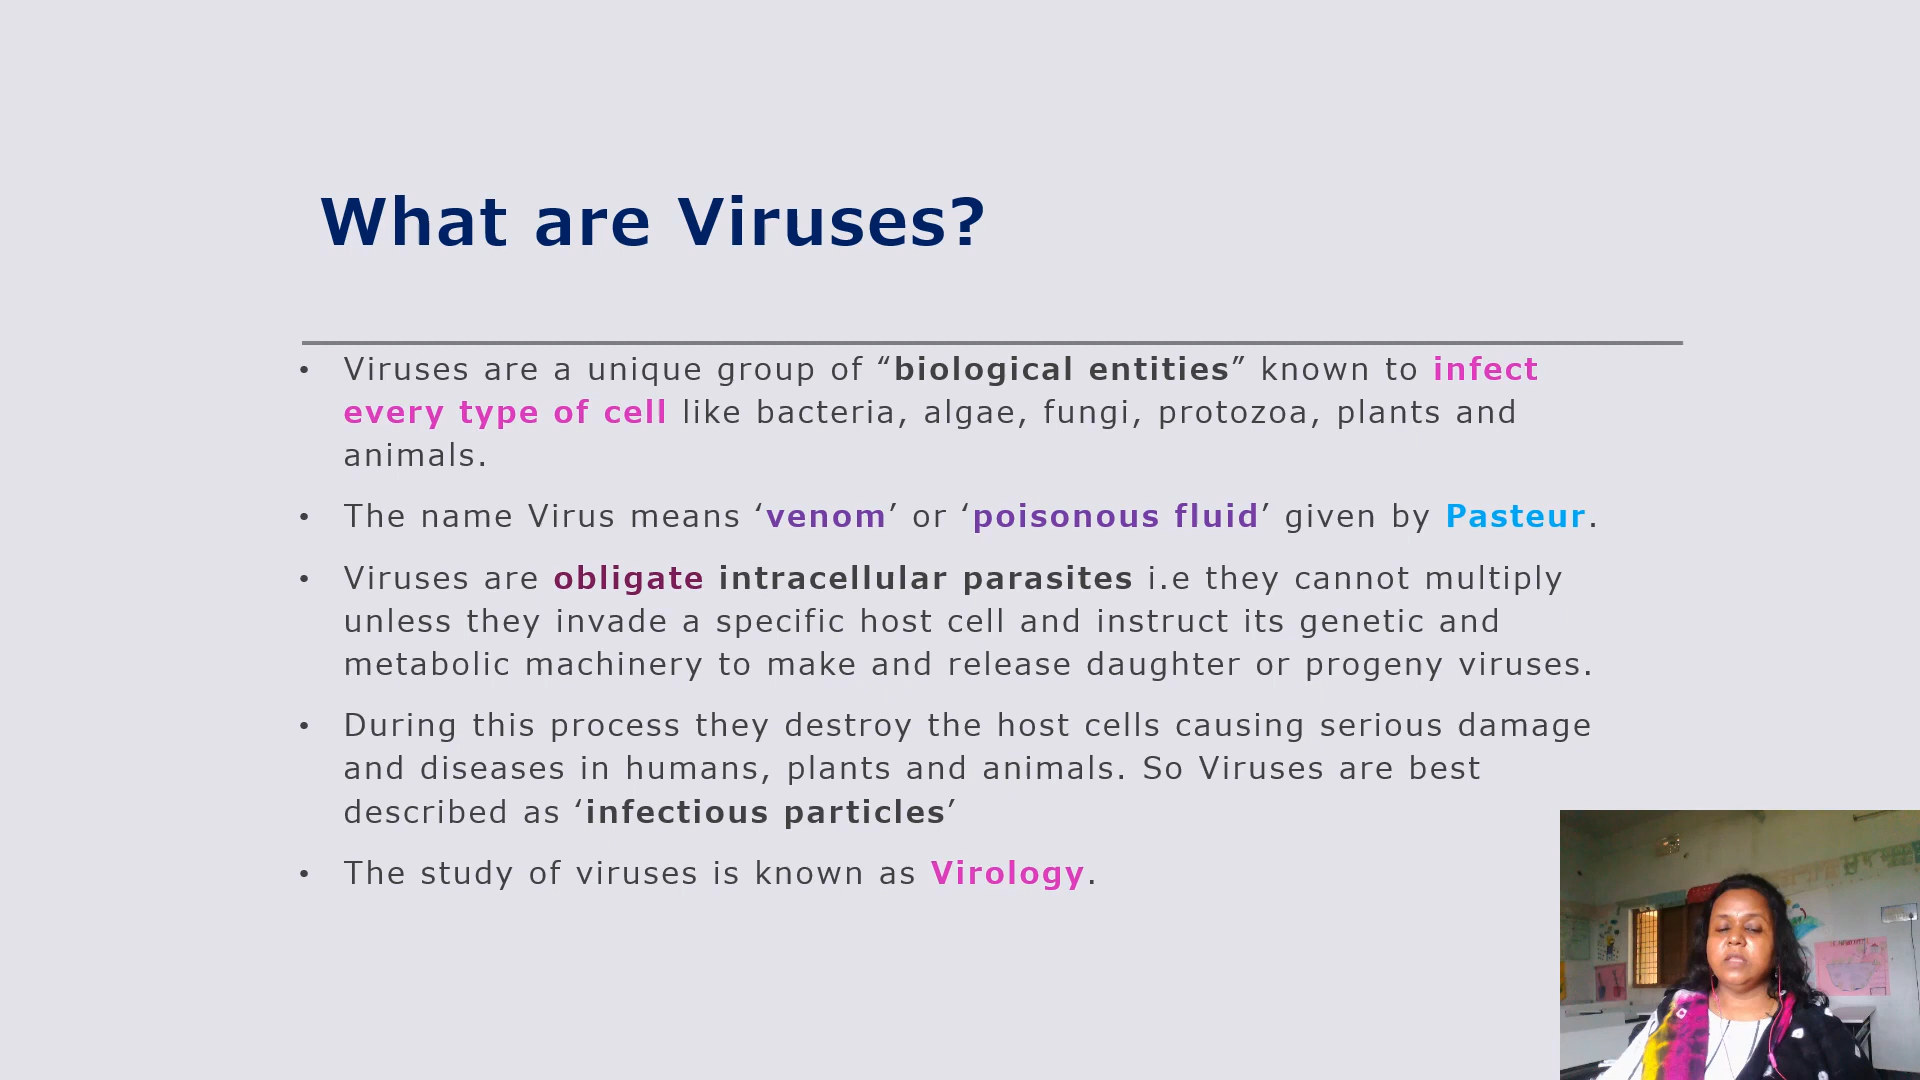 What are Viruses?
• Viruses are a unique group of “biological entities” known to infect
every type of cell like bacteria, algae, fungi, protozoa, plants and
animals.
• The name Virus means ‘venom’ or ‘poisonous fluid’ given by Pasteur.
• Viruses are obligate intracellular parasites i.e they cannot multiply
unless they invade a specific host cell and instruct its genetic and
metabolic machinery to make and release daughter or progeny viruses.
• During this process they destroy the host cells causing serious damage
and diseases in humans, plants and animals. So Viruses are best
described as ‘infectious particles’
• The study of viruses is known as Virology.